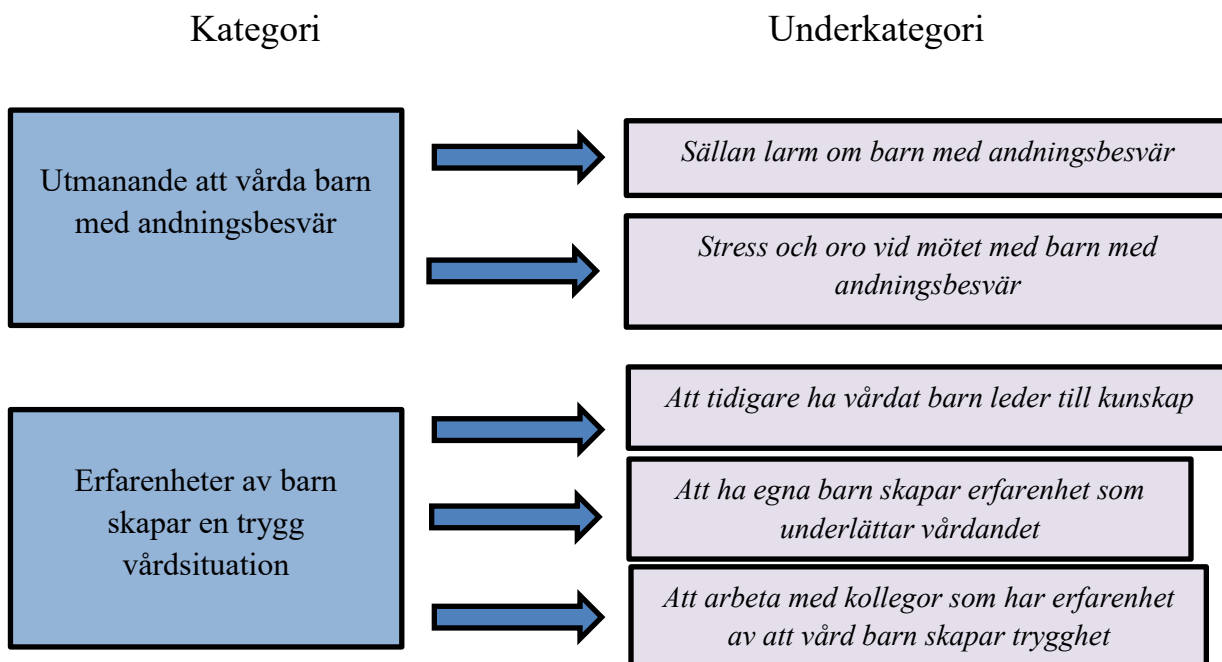 Kategori
Underkategori
Utmanande att vårda barn
med andningsbesvär
Sällan larm om barn med andningsbesvär
Stress och oro vid mötet med barn med
andningsbesvär
Erfarenheter av barn
skapar en trygg
vårdsituation
Att tidigare ha vårdat barn leder till kunskap
Att ha egna barn skapar erfarenhet som
underlättar vårdandet
Att arbeta med kollegor som har erfarenhet
av att vård barn skapar trygghet